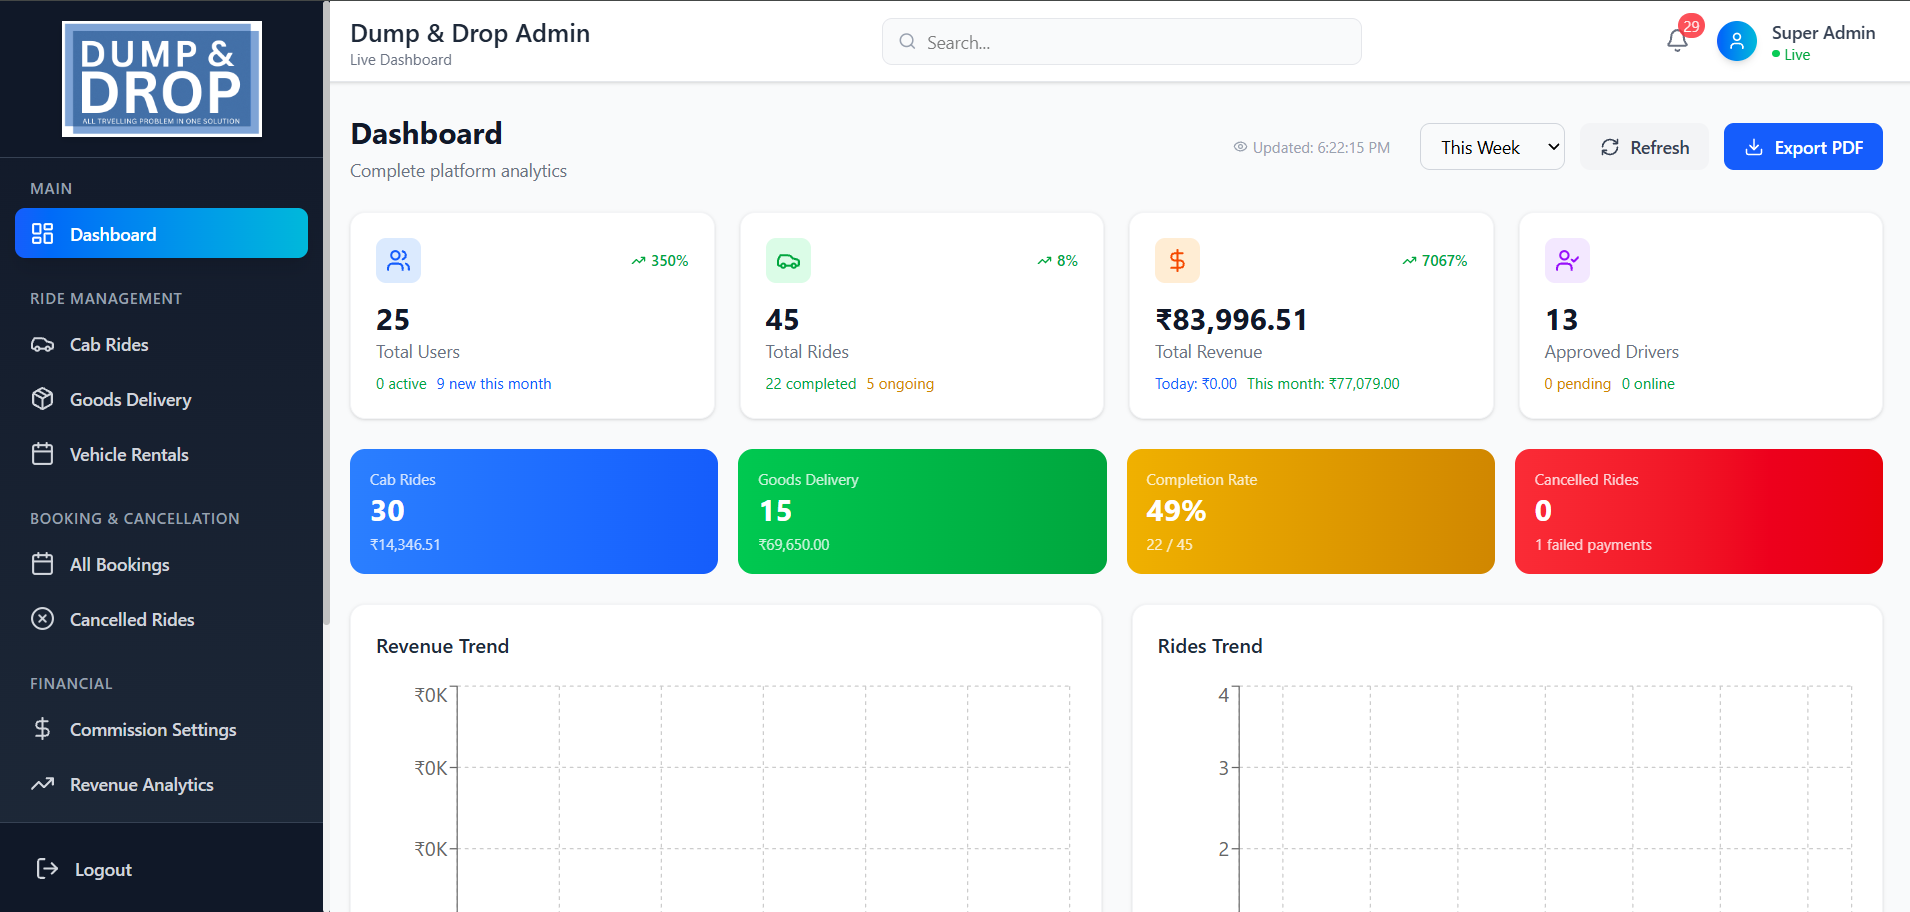 DUMP &
DROP
ALL TRVELLING PROBLEM IN ONE SOLUTION
MAIN
Dashboard
RIDE MANAGEMENT
Cab Rides
Goods Delivery
Vehicle Rentals
BOOKING & CANCELLATION
All Bookings
Cancelled Rides
FINANCIAL
Commission Settings
Revenue Analytics
Logout
Dump & Drop Admin
Live Dashboard
Search...
29
Super Admin
Live
Dashboard
Complete platform analytics
Updated: 6:22:15 PM
This Week
Refresh
Export PDF
350%
25
Total Users
0 active 9 new this month
8%
45
Total Rides
22 completed 5 ongoing
7067%
₹83,996.51
Total Revenue
Today: ₹0.00 This month: ₹77,079.00
13
Approved Drivers
0 pending 0 online
Cab Rides
30
₹14,346.51
Goods Delivery
15
₹69,650.00
Completion Rate
49%
22 / 45
Cancelled Rides
0
1 failed payments
Revenue Trend
₹0K
₹0K
₹0K
Rides Trend
4
3
2